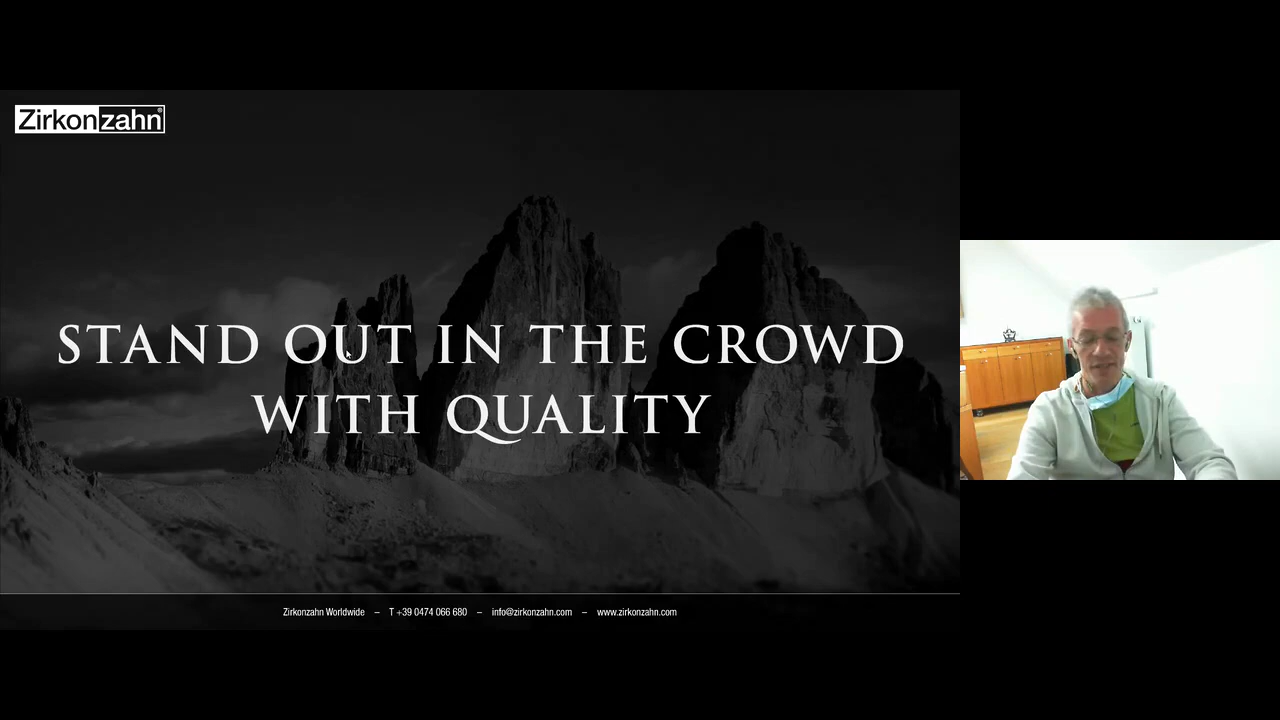 Zirkonzahn®
STAND OUT IN THE CROWD
WITH QUALITY
Zirkonzahn Worldwide – T +39 0474 066 680 – info@zirkonzahn.com – www.zirkonzahn.com